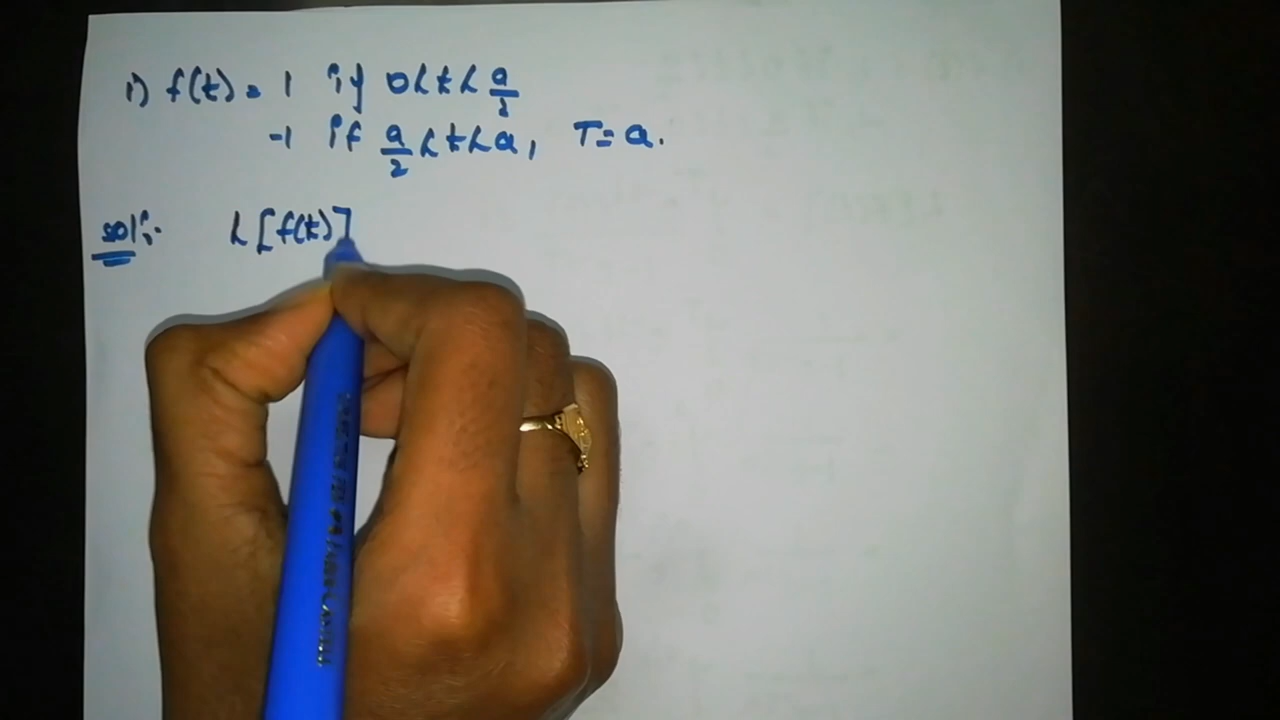 1) f(t) = 1 if 0 < t < a/2
-1 if a/2 < t < a, T = a.
sol:- L [f(t)]